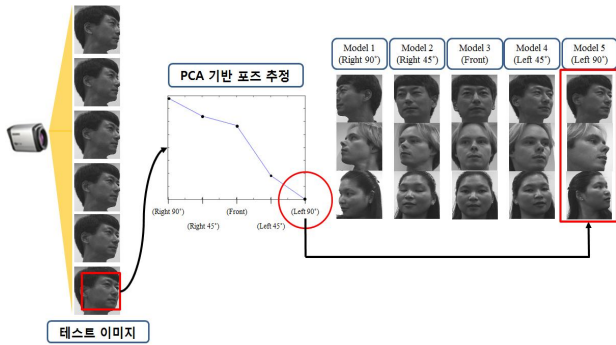 PCA 기반 포즈 추정
(Right 90˚)
(Right 45˚)
(Front)
(Left 45˚)
(Left 90˚)
테스트 이미지
Model 1
(Right 90˚)
Model 2
(Right 45˚)
Model 3
(Front)
Model 4
(Left 45˚)
Model 5
(Left 90˚)